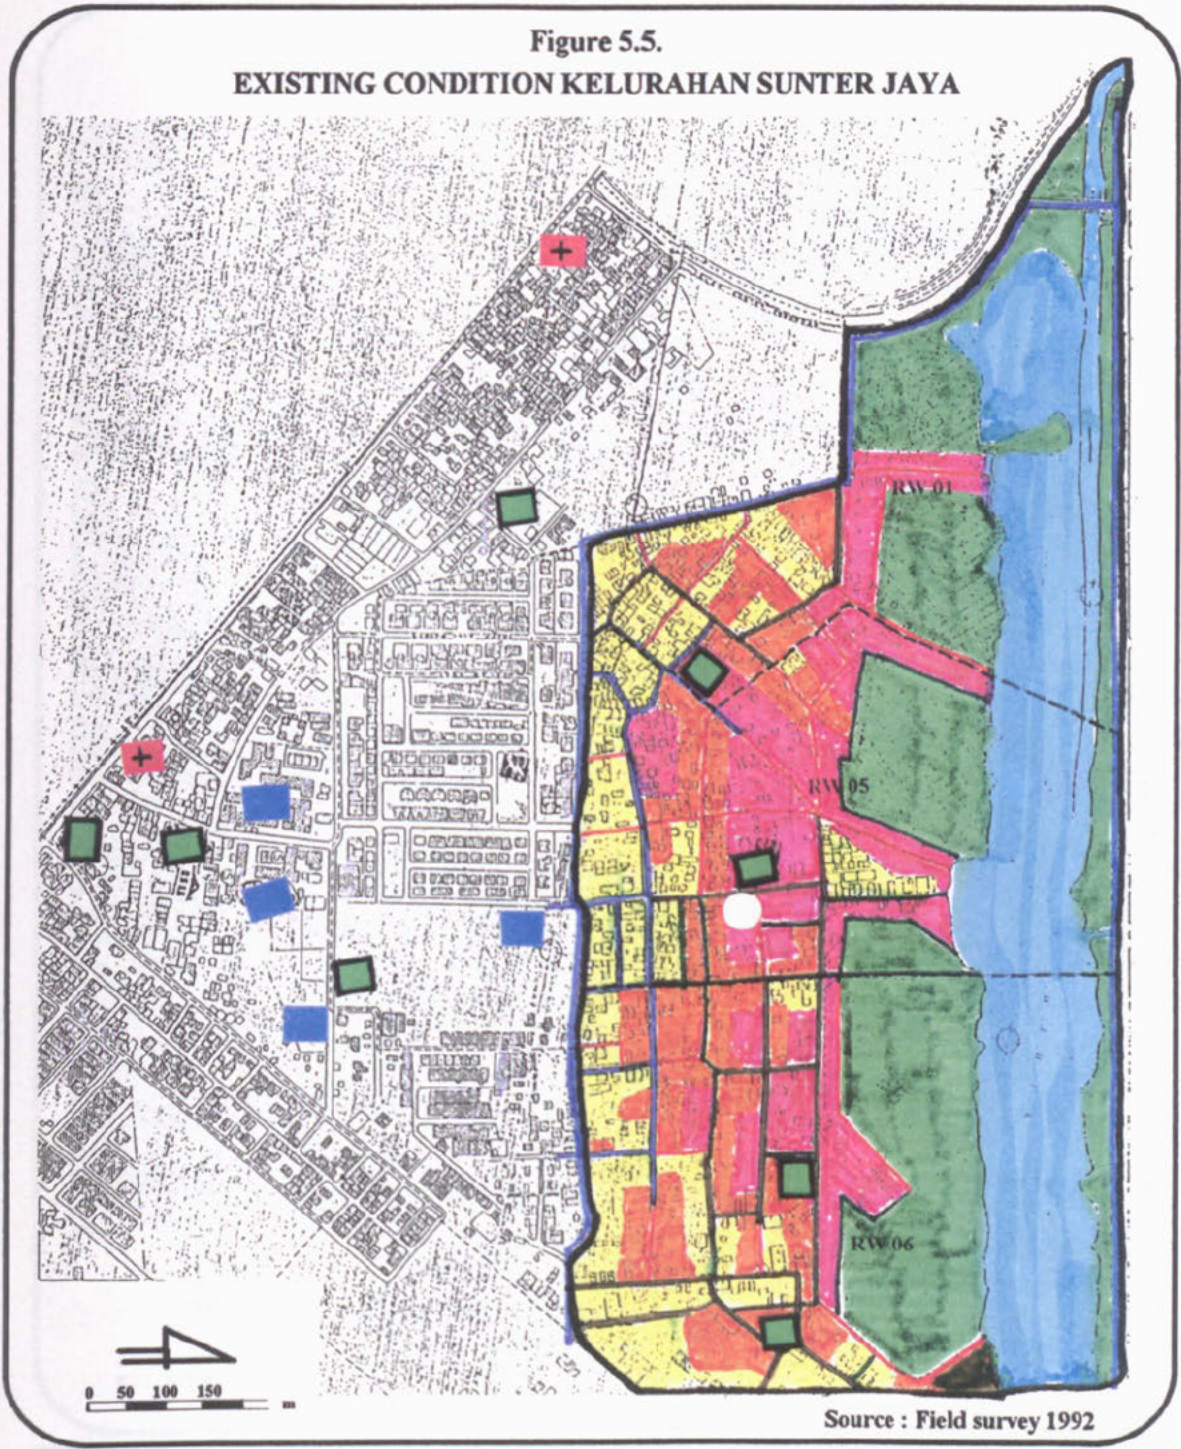 Figure 5.5.
EXISTING CONDITION KELURAHAN SUNTER JAYA
RW 01
RW 05
RW 06
0 50 100 150
m
Source : Field survey 1992